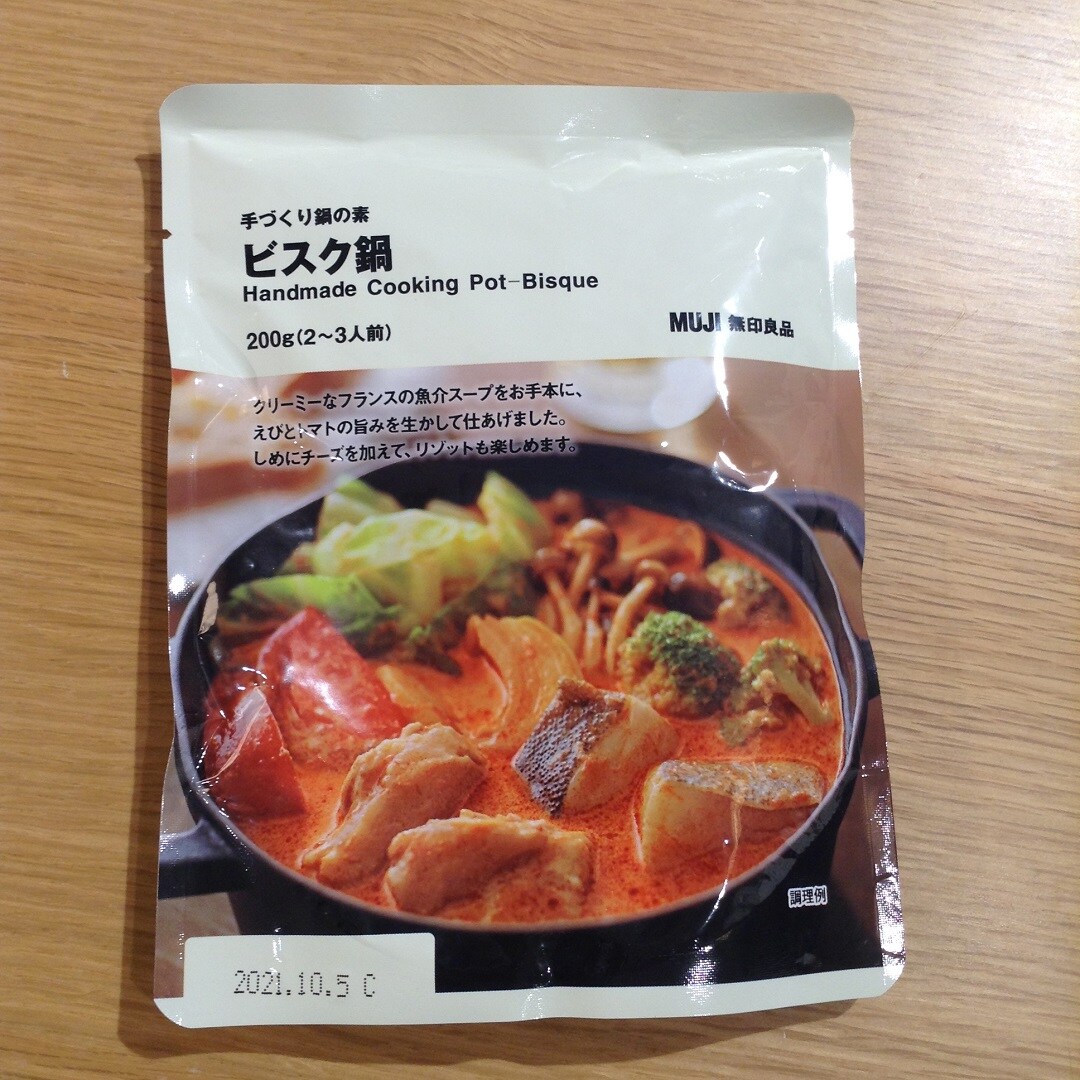 手づくり鍋の素
ビスク鍋
Handmade Cooking Pot-Bisque
200g(2〜3人前)
MUJI 無印良品
クリーミーなフランスの魚介スープをお手本に、
えびとトマトの旨みを生かして仕あげました。
しめにチーズを加えて、リゾットも楽しめます。
調理例
2021.10.5 C